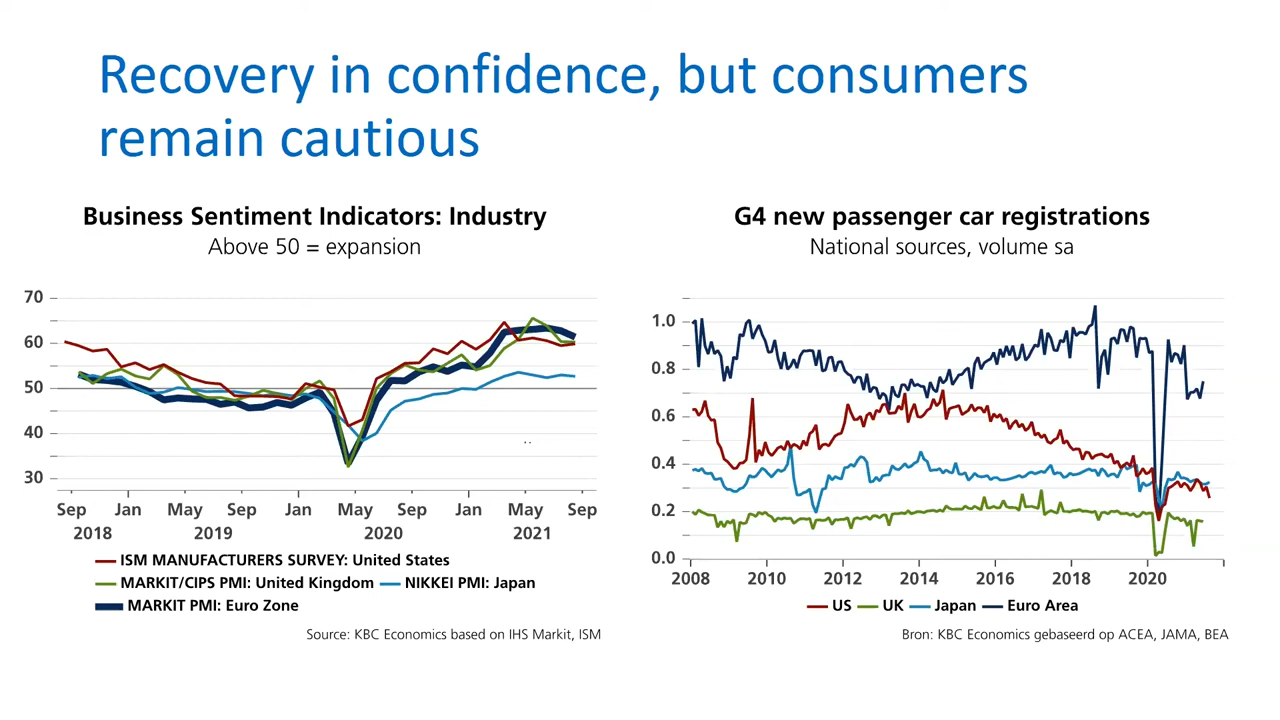 Recovery in confidence, but consumers
remain cautious
Business Sentiment Indicators: Industry
Above 50 = expansion
70
60
50
40
30
Sep Jan May Sep Jan May Sep Jan May Sep
2018 2019 2020 2021
ISM MANUFACTURERS SURVEY: United States
MARKIT/CIPS PMI: United Kingdom NIKKEI PMI: Japan
MARKIT PMI: Euro Zone
Source: KBC Economics based on IHS Markit, ISM
G4 new passenger car registrations
National sources, volume sa
1.0
0.8
0.6
0.4
0.2
0.0
2008 2010 2012 2014 2016 2018 2020
US UK Japan Euro Area
Bron: KBC Economics gebaseerd op ACEA, JAMA, BEA